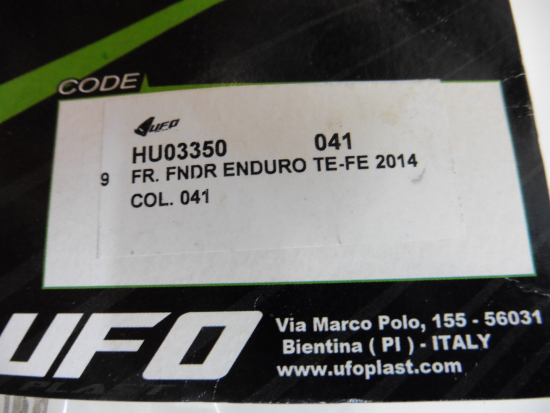 CODE
UFO
HU03350 041
9 FR. FNDR ENDURO TE-FE 2014
COL. 041
UFO
PLAST
Via Marco Polo, 155 - 56031
Bientina ( PI ) - ITALY
www.ufoplast.com